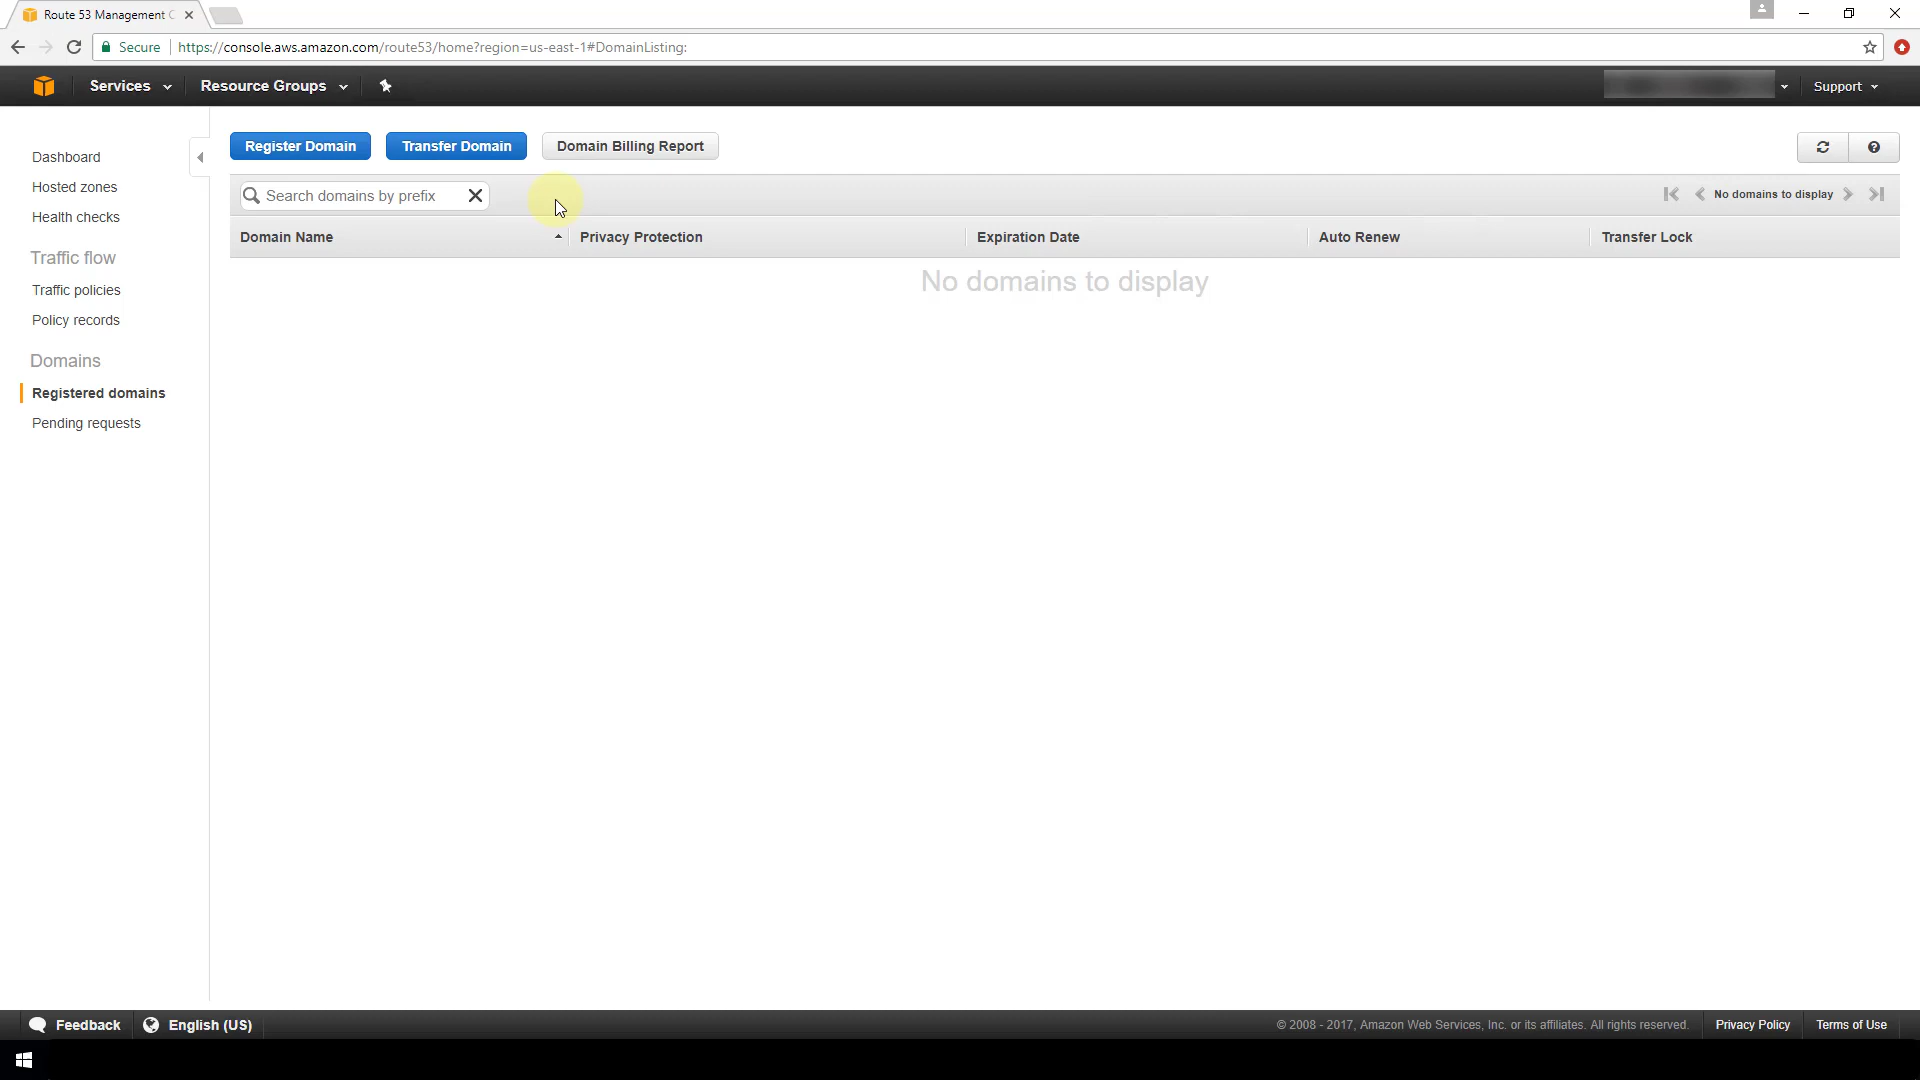 Route 53 Management C
Secure https://console.aws.amazon.com/route53/home?region=us-east-1#DomainListing:
Services Resource Groups Support
Dashboard
Hosted zones
Health checks
Traffic flow
Traffic policies
Policy records
Domains
Registered domains
Pending requests
Register Domain Transfer Domain Domain Billing Report
Search domains by prefix No domains to display
Domain Name Privacy Protection Expiration Date Auto Renew Transfer Lock
No domains to display
Feedback English (US) © 2008 - 2017, Amazon Web Services, Inc. or its affiliates. All rights reserved. Privacy Policy Terms of Use